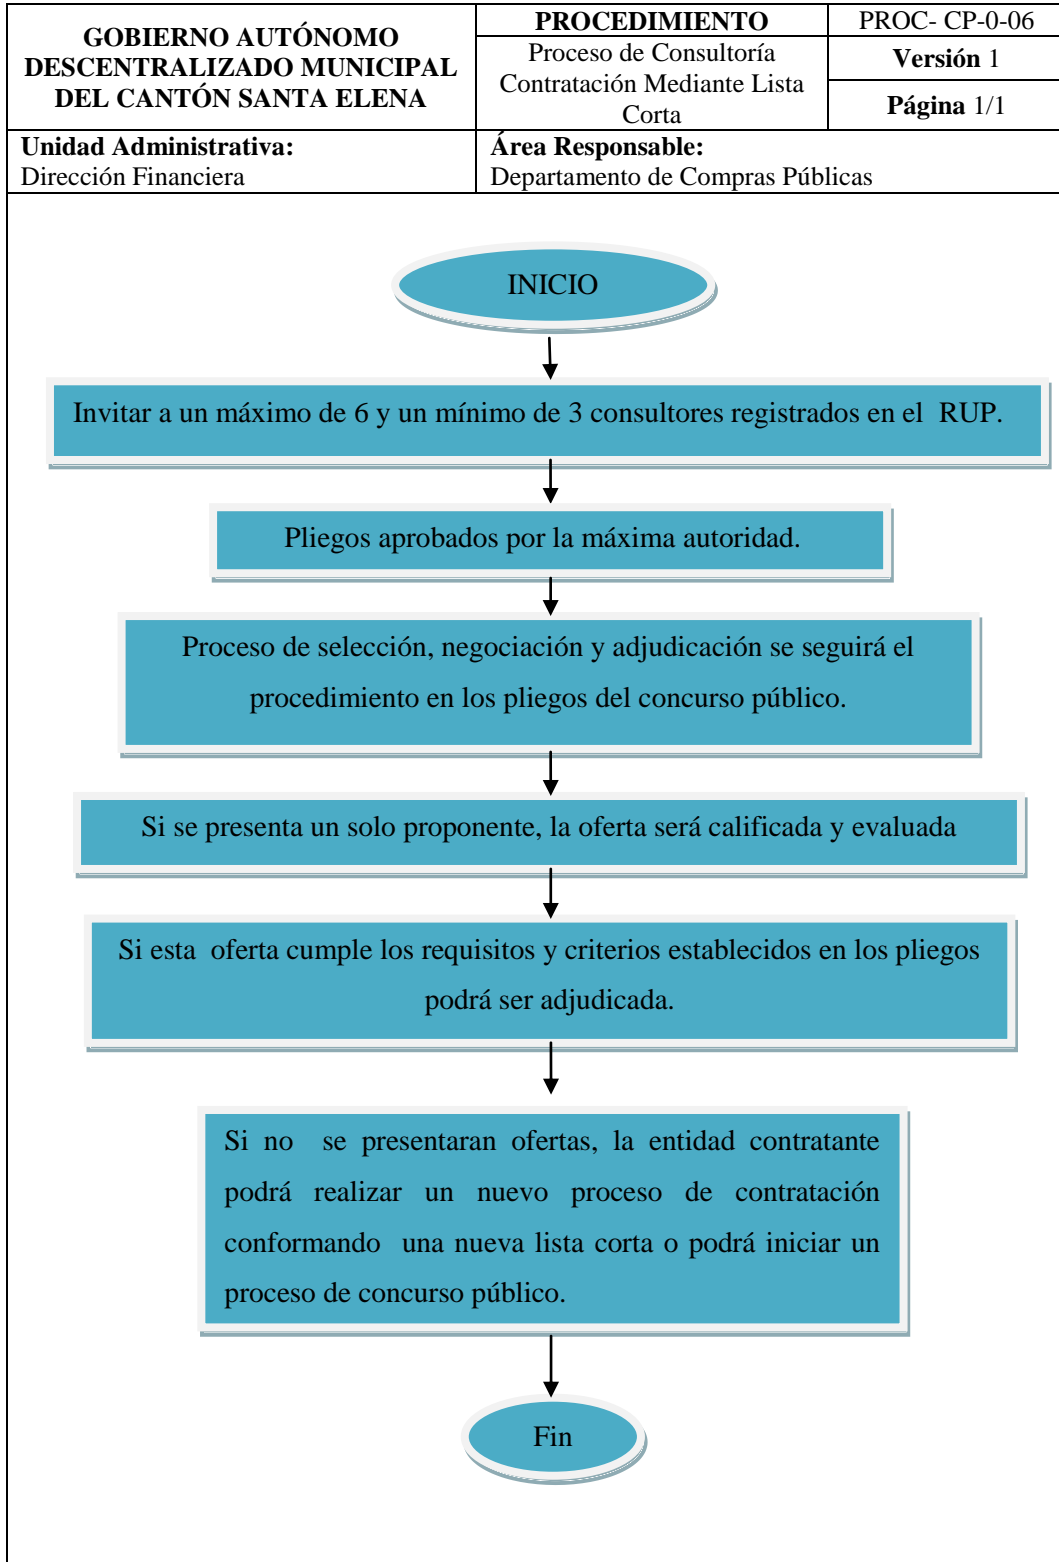 GOBIERNO AUTÓNOMO
DESCENTRALIZADO MUNICIPAL
DEL CANTÓN SANTA ELENA
PROCEDIMIENTO
Proceso de Consultoría
Contratación Mediante Lista
Corta
PROC- CP-0-06
Versión 1
Página 1/1
Unidad Administrativa:
Dirección Financiera
Área Responsable:
Departamento de Compras Públicas
INICIO
Invitar a un máximo de 6 y un mínimo de 3 consultores registrados en el RUP.
Pliegos aprobados por la máxima autoridad.
Proceso de selección, negociación y adjudicación se seguirá el
procedimiento en los pliegos del concurso público.
Si se presenta un solo proponente, la oferta será calificada y evaluada
Si esta oferta cumple los requisitos y criterios establecidos en los pliegos
podrá ser adjudicada.
Si no se presentaran ofertas, la entidad contratante
podrá realizar un nuevo proceso de contratación
conformando una nueva lista corta o podrá iniciar un
proceso de concurso público.
Fin